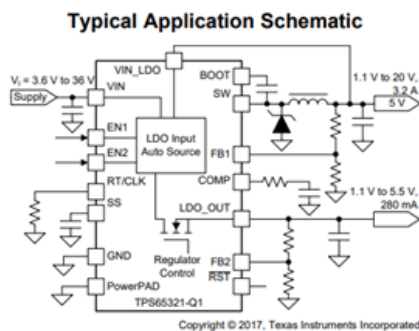 Typical Application Schematic
VI = 3.6 V to 36 V
Supply
VIN_LDO
VIN
EN1
EN2
RT/CLK
SS
GND
PowerPAD
LDO Input
Auto Source
Regulator
Control
TPS65321-Q1
BOOT
SW
FB1
COMP
LDO_OUT
FB2
RST
1.1 V to 20 V,
3.2 A
5 V
1.1 V to 5.5 V,
280 mA
Copyright © 2017, Texas Instruments Incorporated